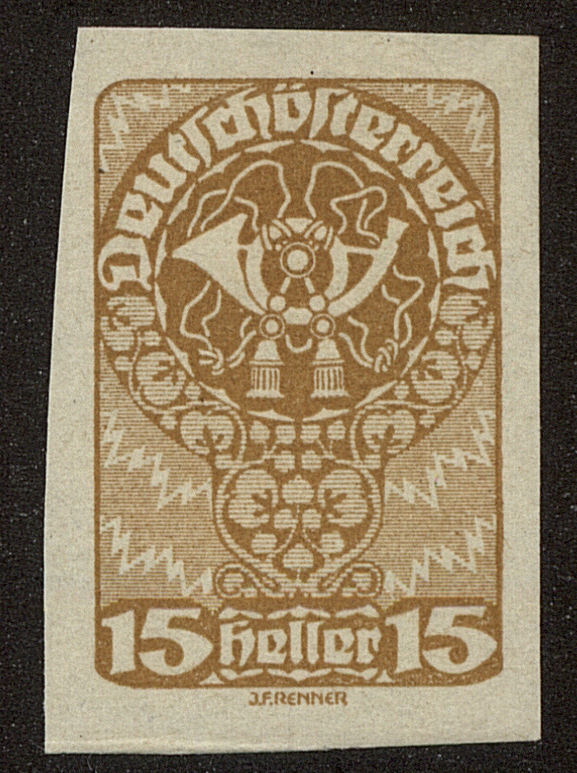 Deutschösterreich
15 Heller 15
J.F.RENNER